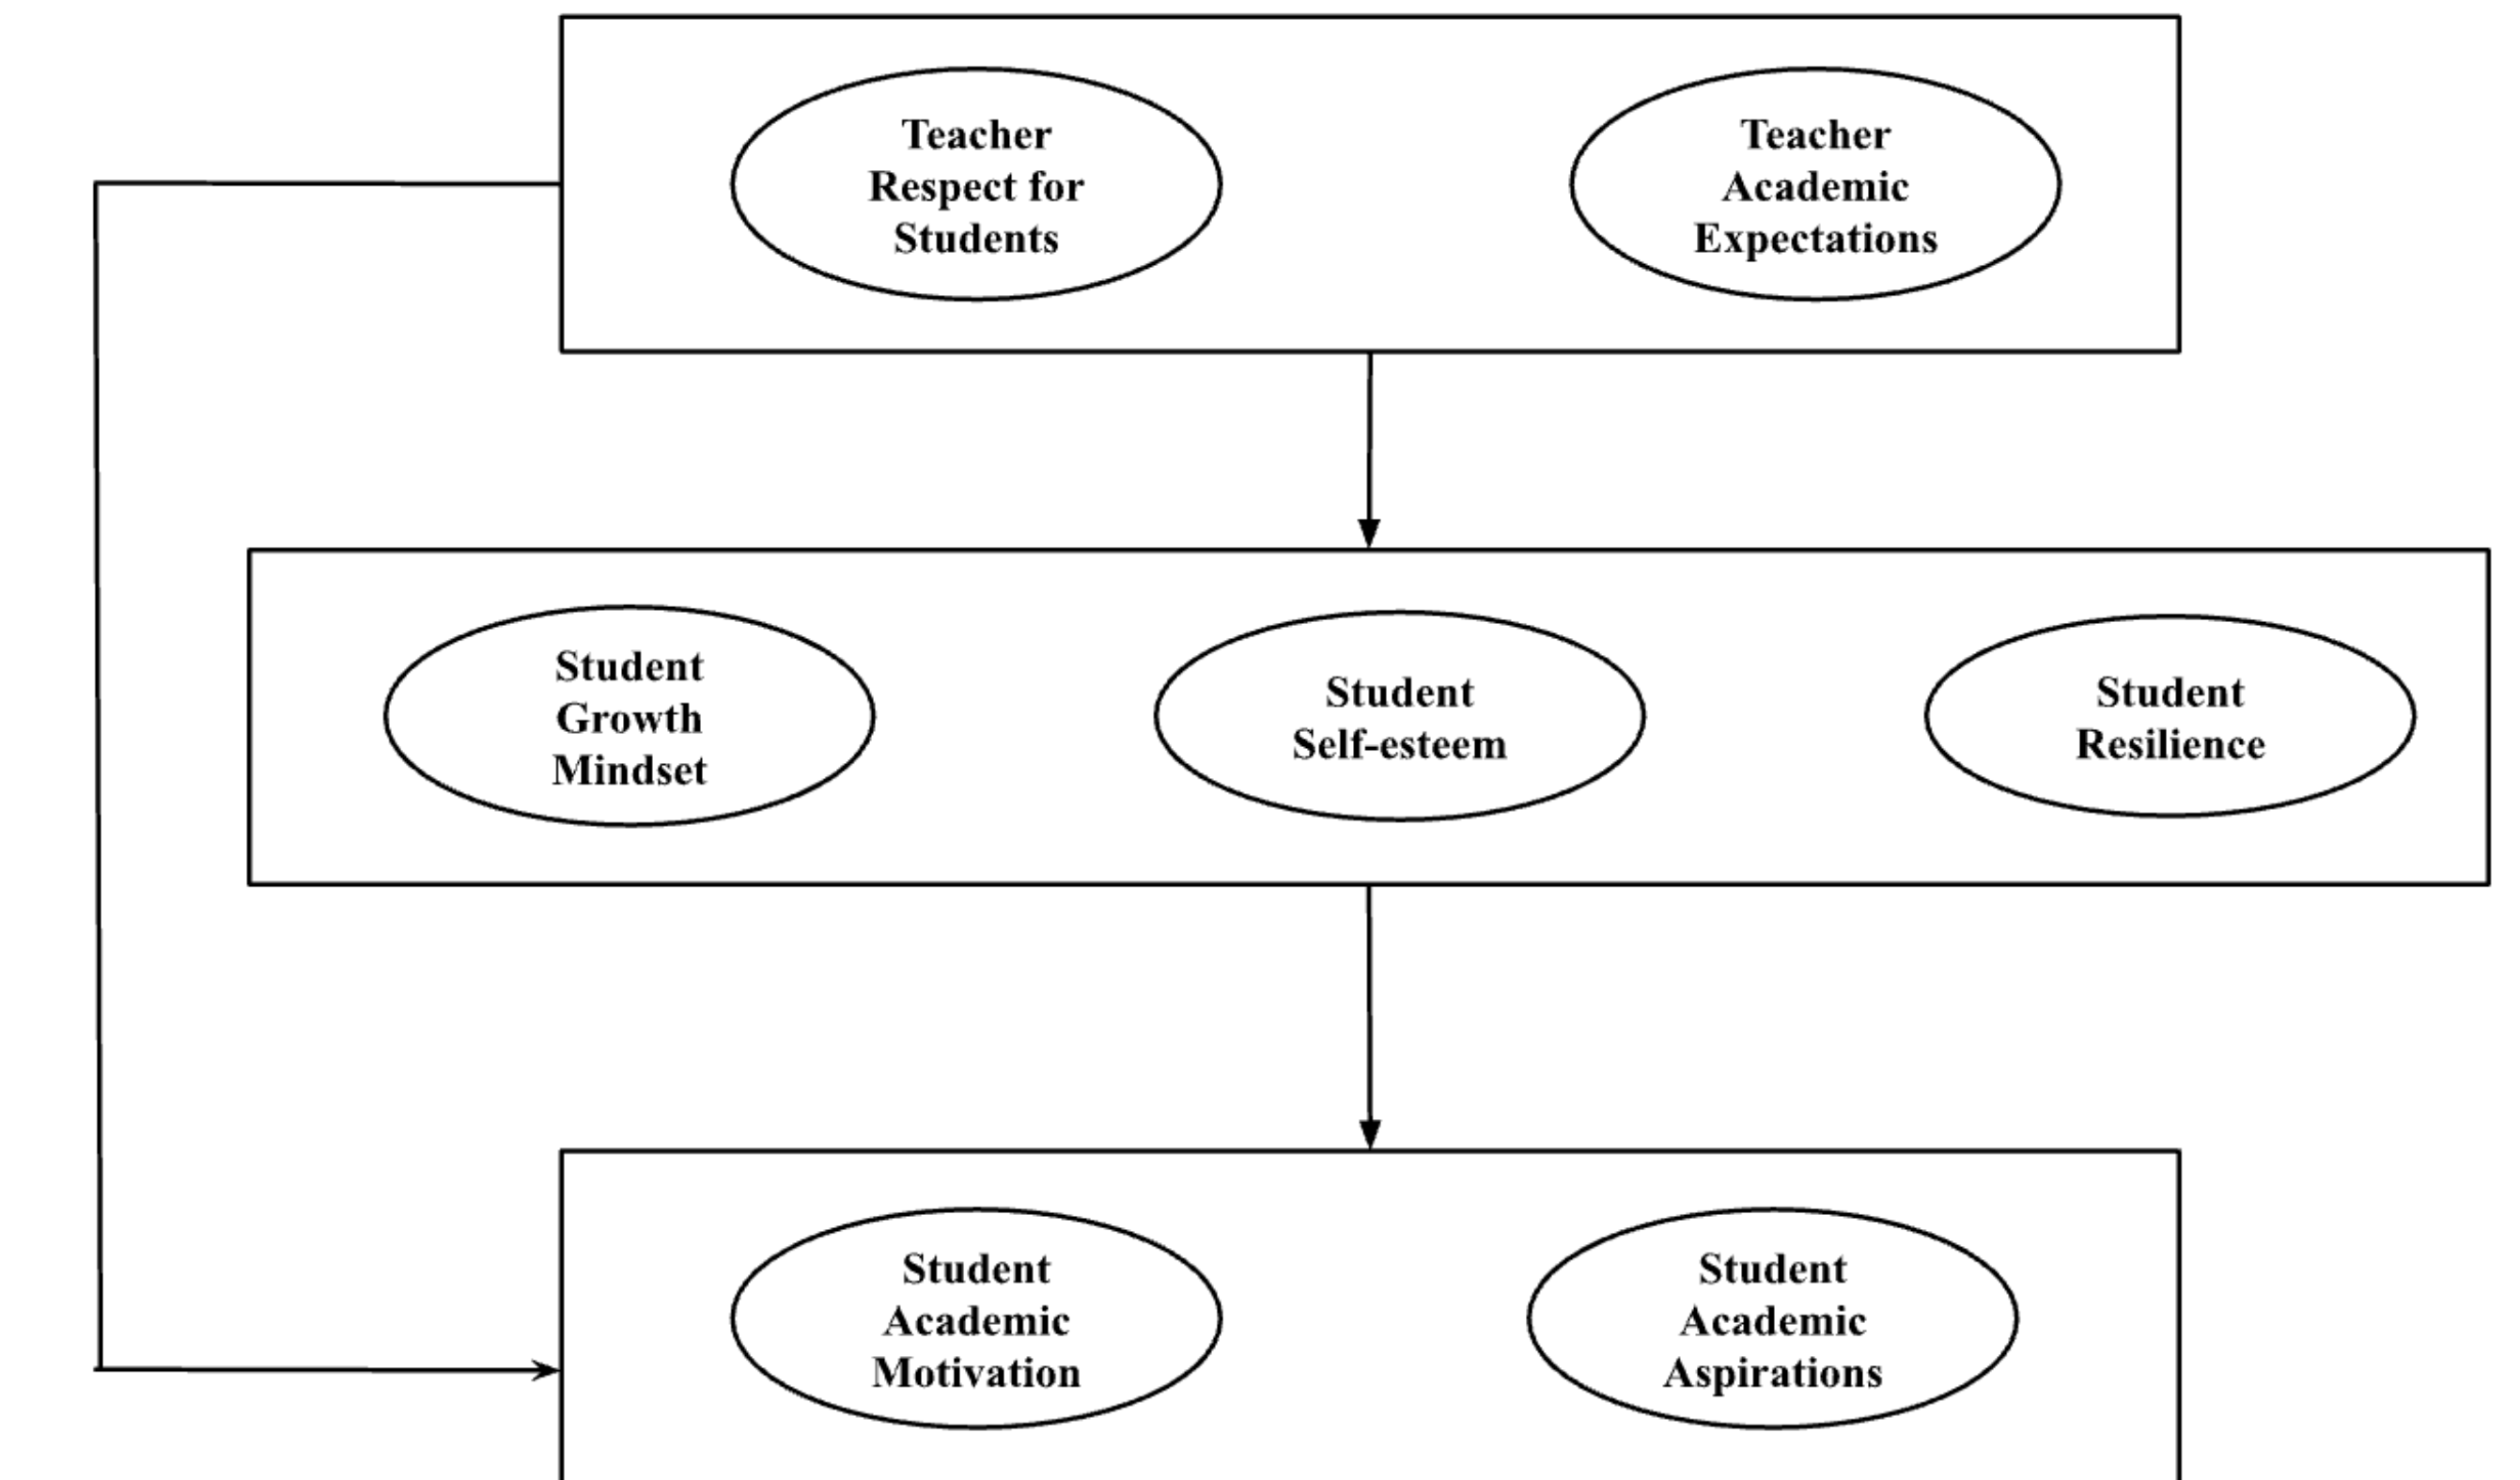 Teacher
Respect for
Students
Teacher
Academic
Expectations
Student
Growth
Mindset
Student
Self-esteem
Student
Resilience
Student
Academic
Motivation
Student
Academic
Aspirations